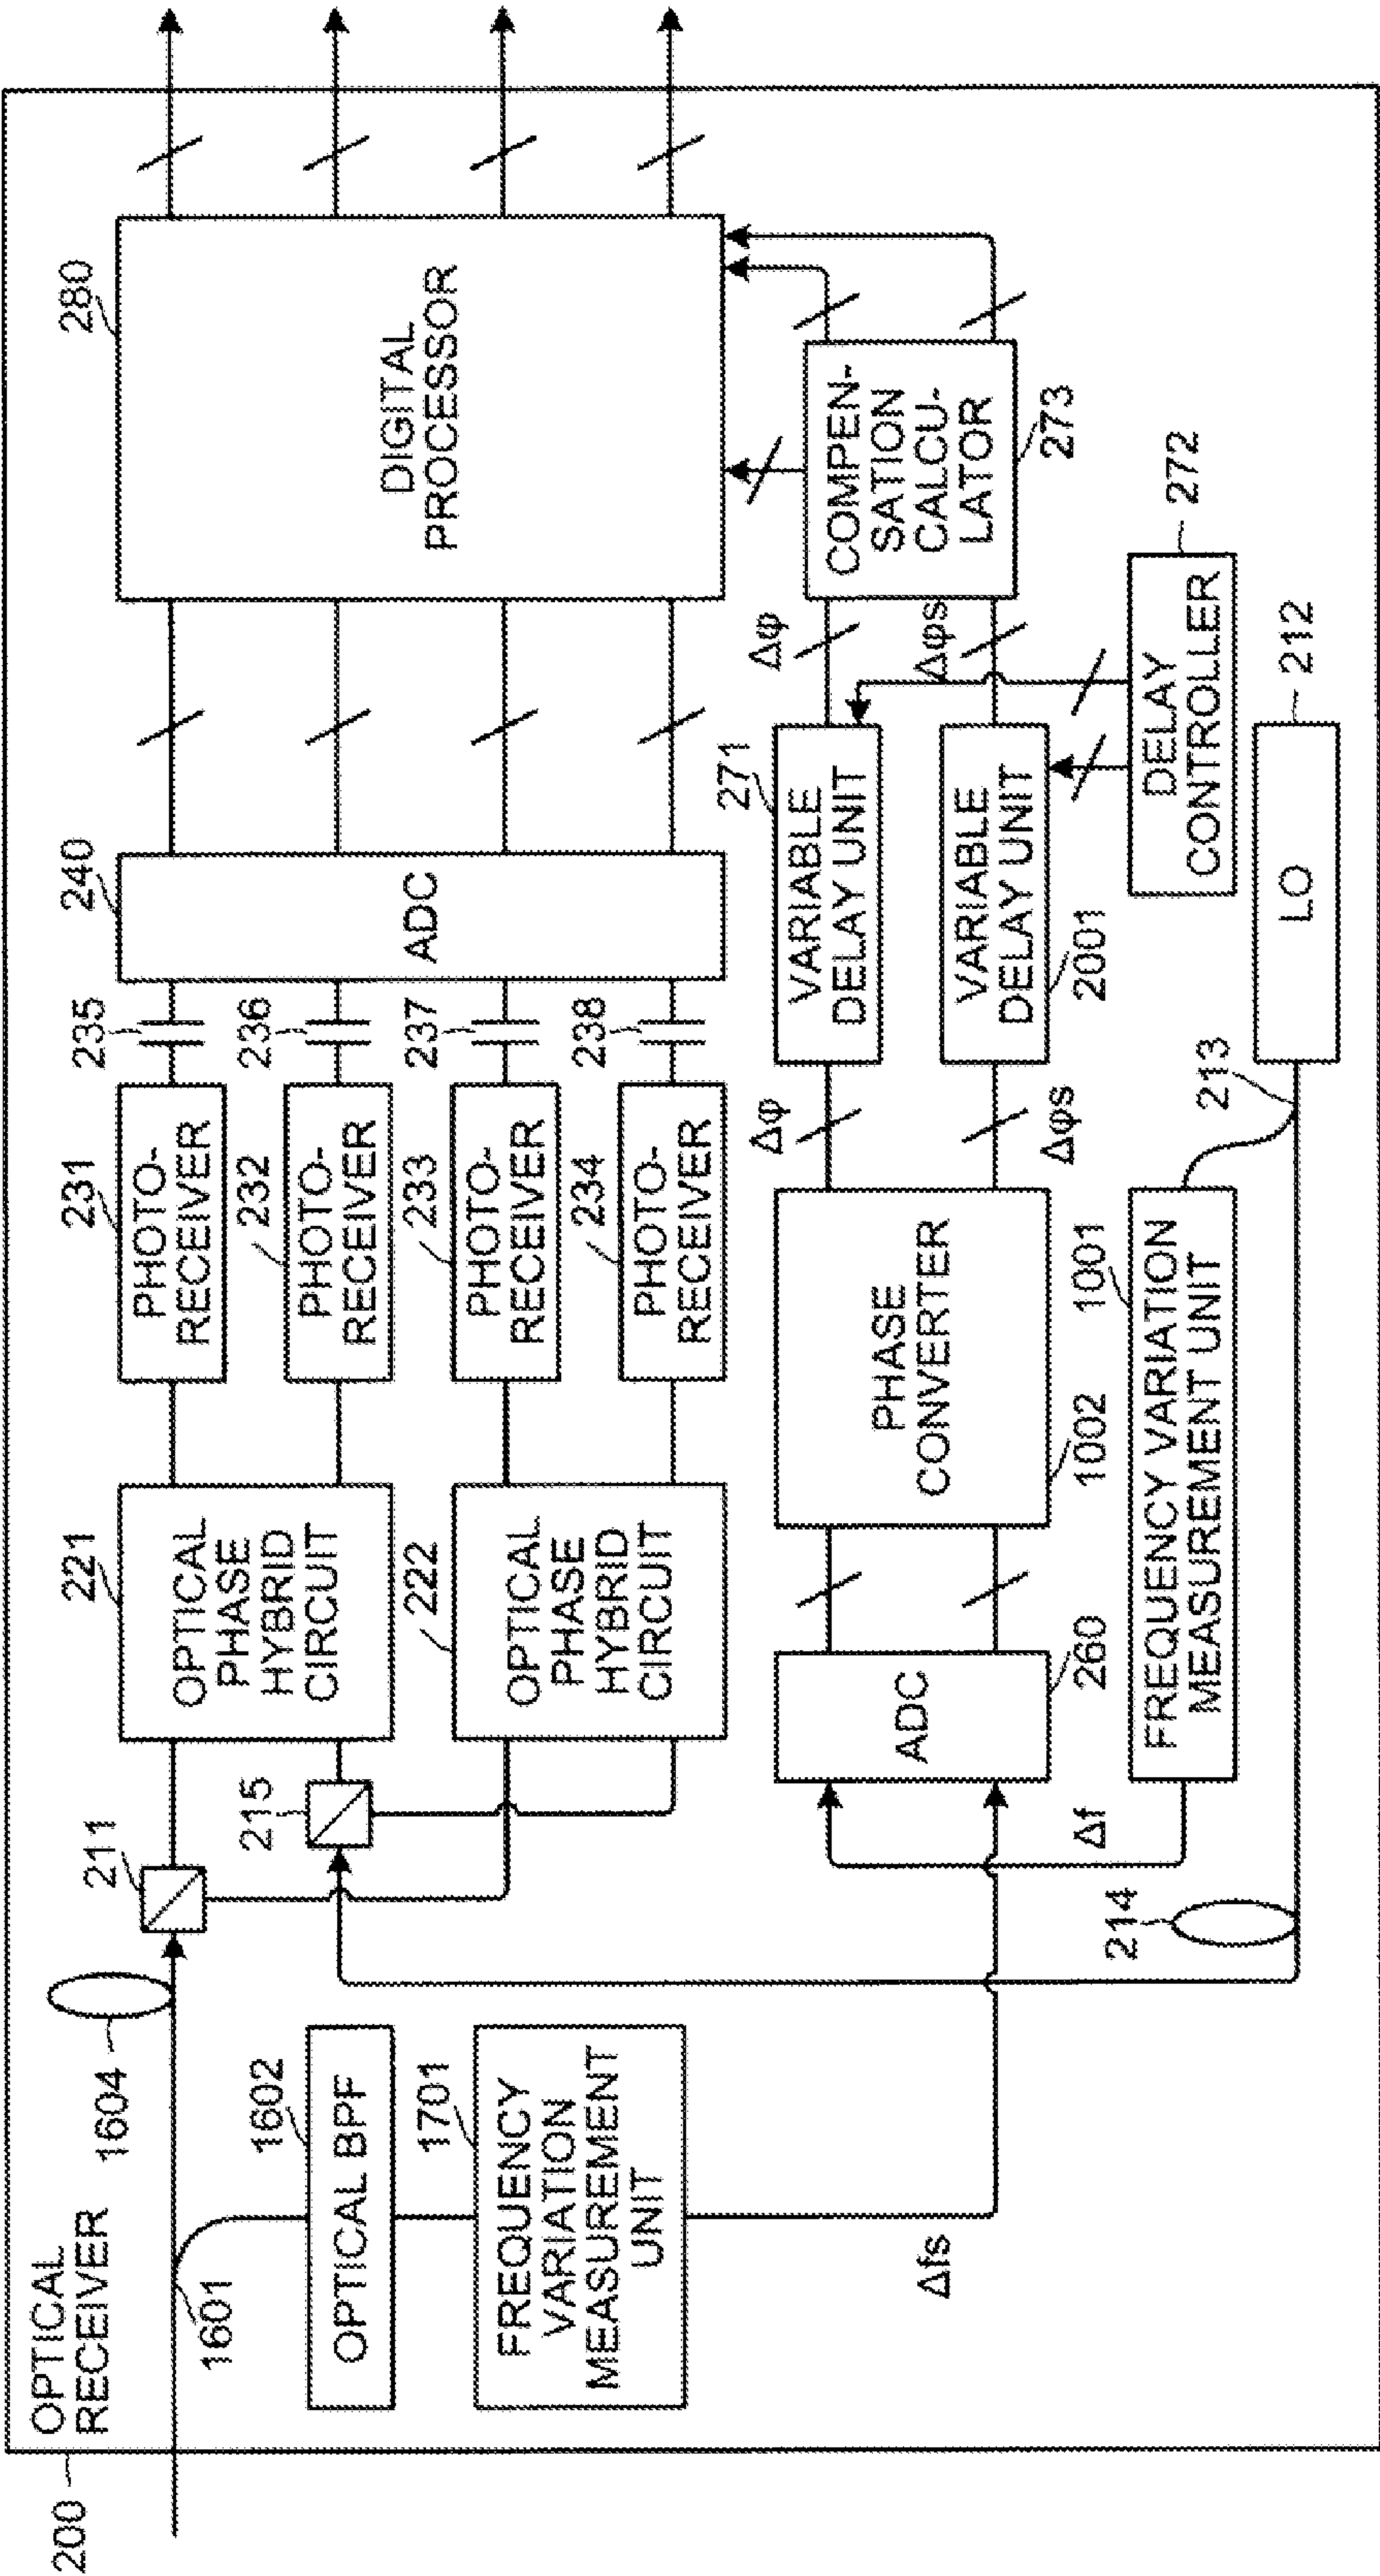 200
OPTICAL
RECEIVER
1601
1604
211
215
1602
OPTICAL BPF
1701
FREQUENCY
VARIATION
MEASUREMENT
UNIT
Δfs
221
OPTICAL
PHASE
HYBRID
CIRCUIT
222
OPTICAL
PHASE
HYBRID
CIRCUIT
231
PHOTO-
RECEIVER
232
PHOTO-
RECEIVER
233
PHOTO-
RECEIVER
234
PHOTO-
RECEIVER
235
236
237
238
240
ADC
280
DIGITAL
PROCESSOR
ADC
260
PHASE
CONVERTER
1002
Δφ
Δφs
271
VARIABLE
DELAY UNIT
VARIABLE
DELAY UNIT
2001
Δφ
Δφs
COMPEN-
SATION
CALCU-
LATOR
273
272
DELAY
CONTROLLER
Δf
1001
FREQUENCY VARIATION
MEASUREMENT UNIT
214
213
212
LO